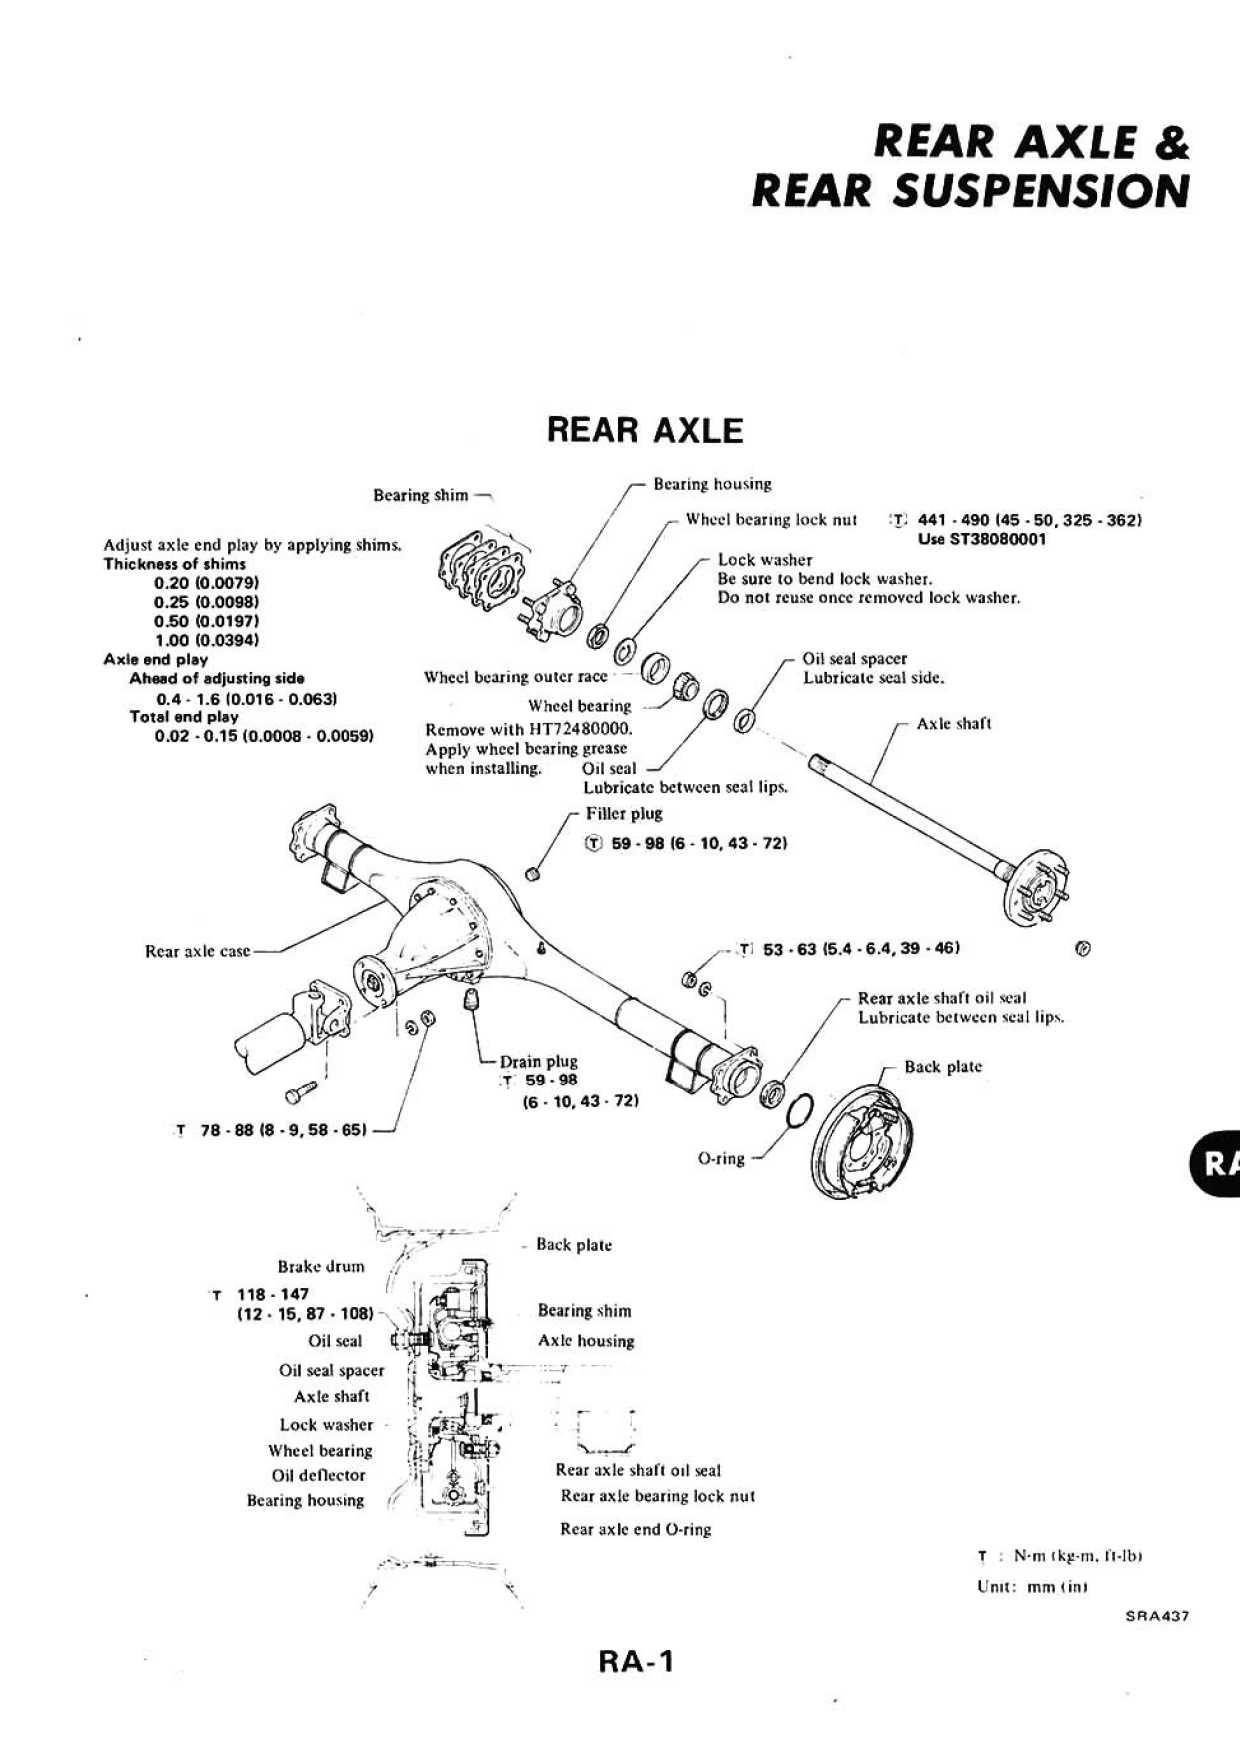 REAR AXLE &
REAR SUSPENSION
REAR AXLE
Bearing shim
Bearing housing
Wheel bearing lock nut
T 441 - 490 (45 - 50, 325 - 362)
Use ST38080001
Adjust axle end play by applying shims.
Thickness of shims
0.20 (0.0079)
0.25 (0.0098)
0.50 (0.0197)
1.00 (0.0394)
Axle end play
Ahead of adjusting side
0.4 - 1.6 (0.016 - 0.063)
Total end play
0.02 - 0.15 (0.0008 - 0.0059)
Lock washer
Be sure to bend lock washer.
Do not reuse once removed lock washer.
Wheel bearing outer race
Oil seal spacer
Lubricate seal side.
Wheel bearing
Remove with HT72480000.
Apply wheel bearing grease
when installing.
Axle shaft
Oil seal
Lubricate between seal lips.
Filler plug
T 59 - 98 (6 - 10, 43 - 72)
Rear axle case
T 53 - 63 (5.4 - 6.4, 39 - 46)
Rear axle shaft oil seal
Lubricate between seal lips.
Drain plug
T 59 - 98
(6 - 10, 43 - 72)
Back plate
T 78 - 88 (8 - 9, 58 - 65)
O-ring
RA
Back plate
Brake drum
T 118 - 147
(12 - 15, 87 - 108)
Bearing shim
Oil seal
Axle housing
Oil seal spacer
Axle shaft
Lock washer
Wheel bearing
Oil deflector
Bearing housing
Rear axle shaft oil seal
Rear axle bearing lock nut
Rear axle end O-ring
T : N·m (kg-m, ft-lb)
Unit: mm (in)
SRA437
RA-1